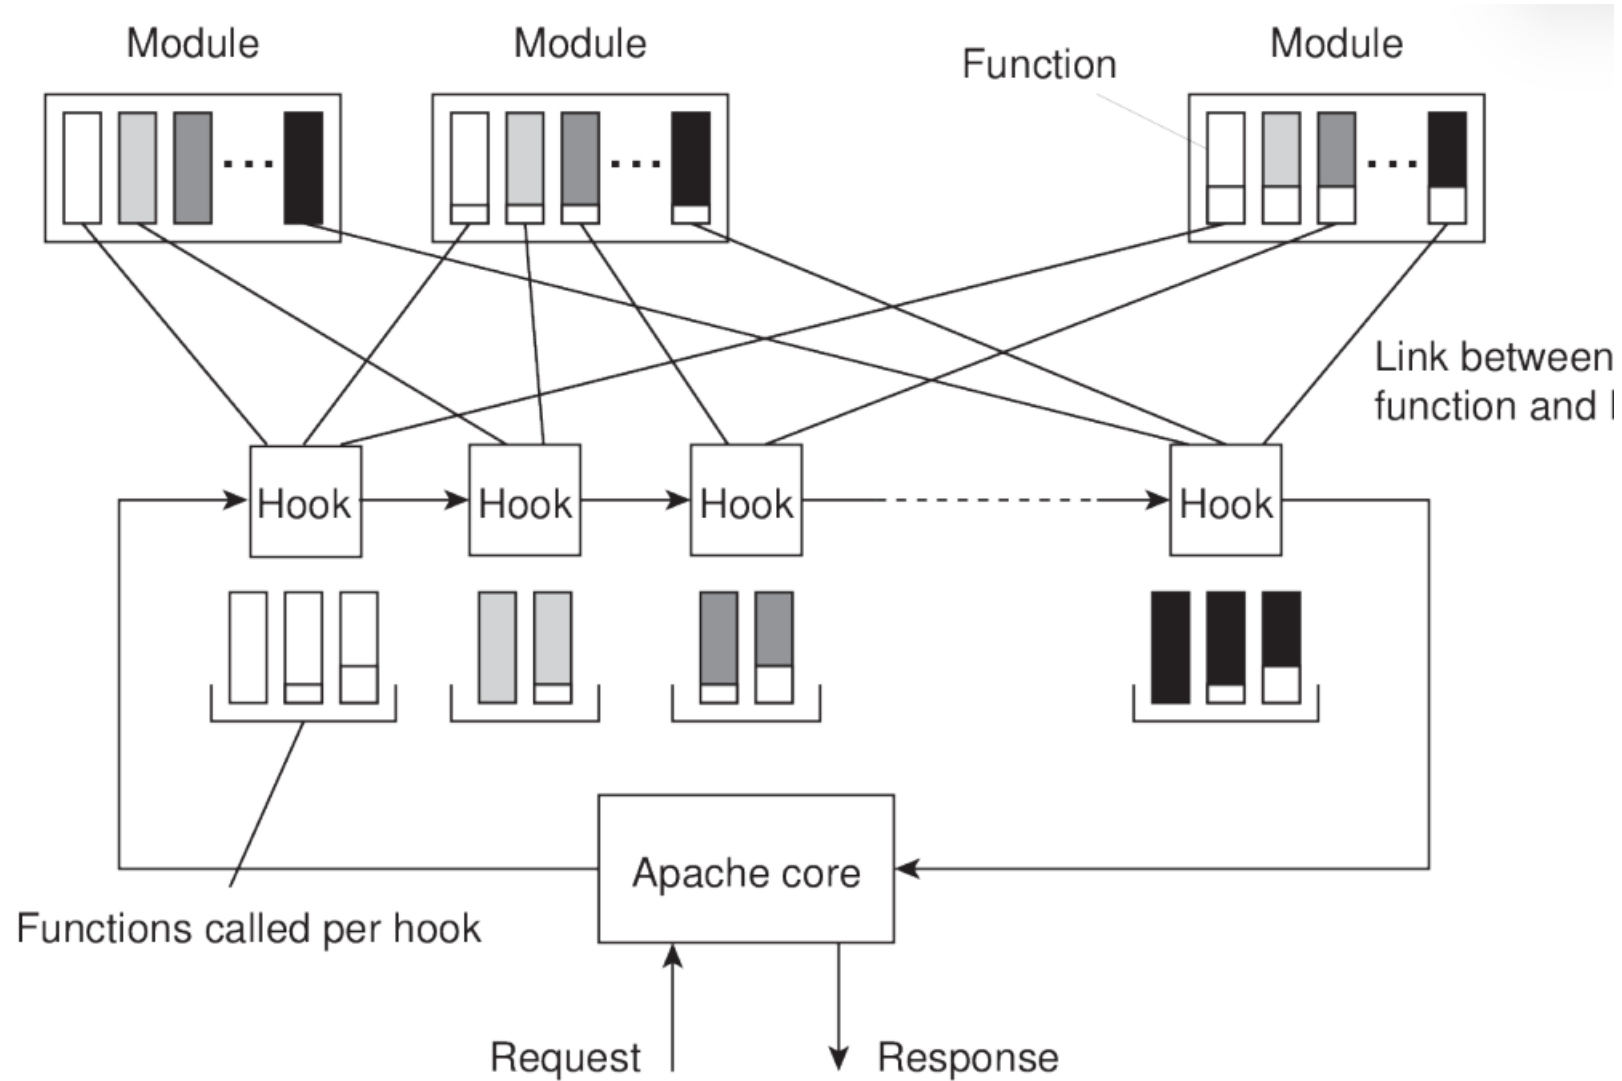 Module
Module
Function
Module
Link between
function and
Hook
Hook
Hook
Hook
Apache core
Functions called per hook
Request
Response